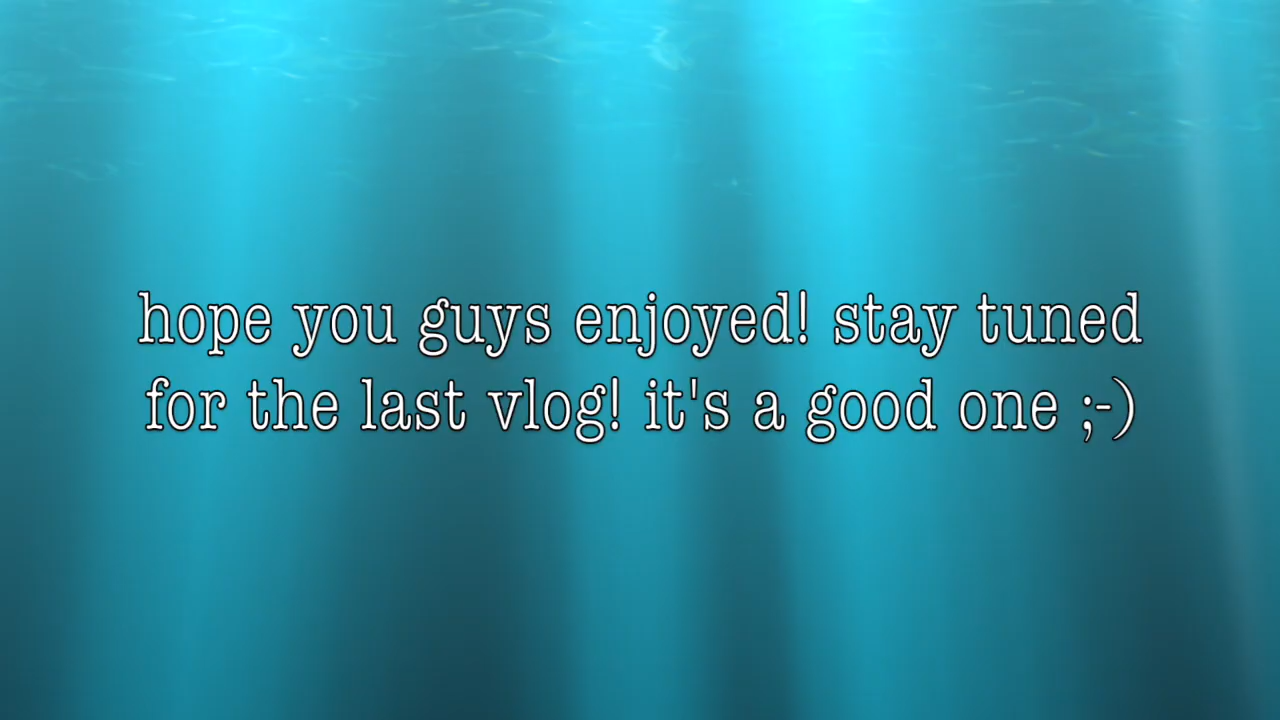 hope you guys enjoyed! stay tuned
for the last vlog! it's a good one ;-)